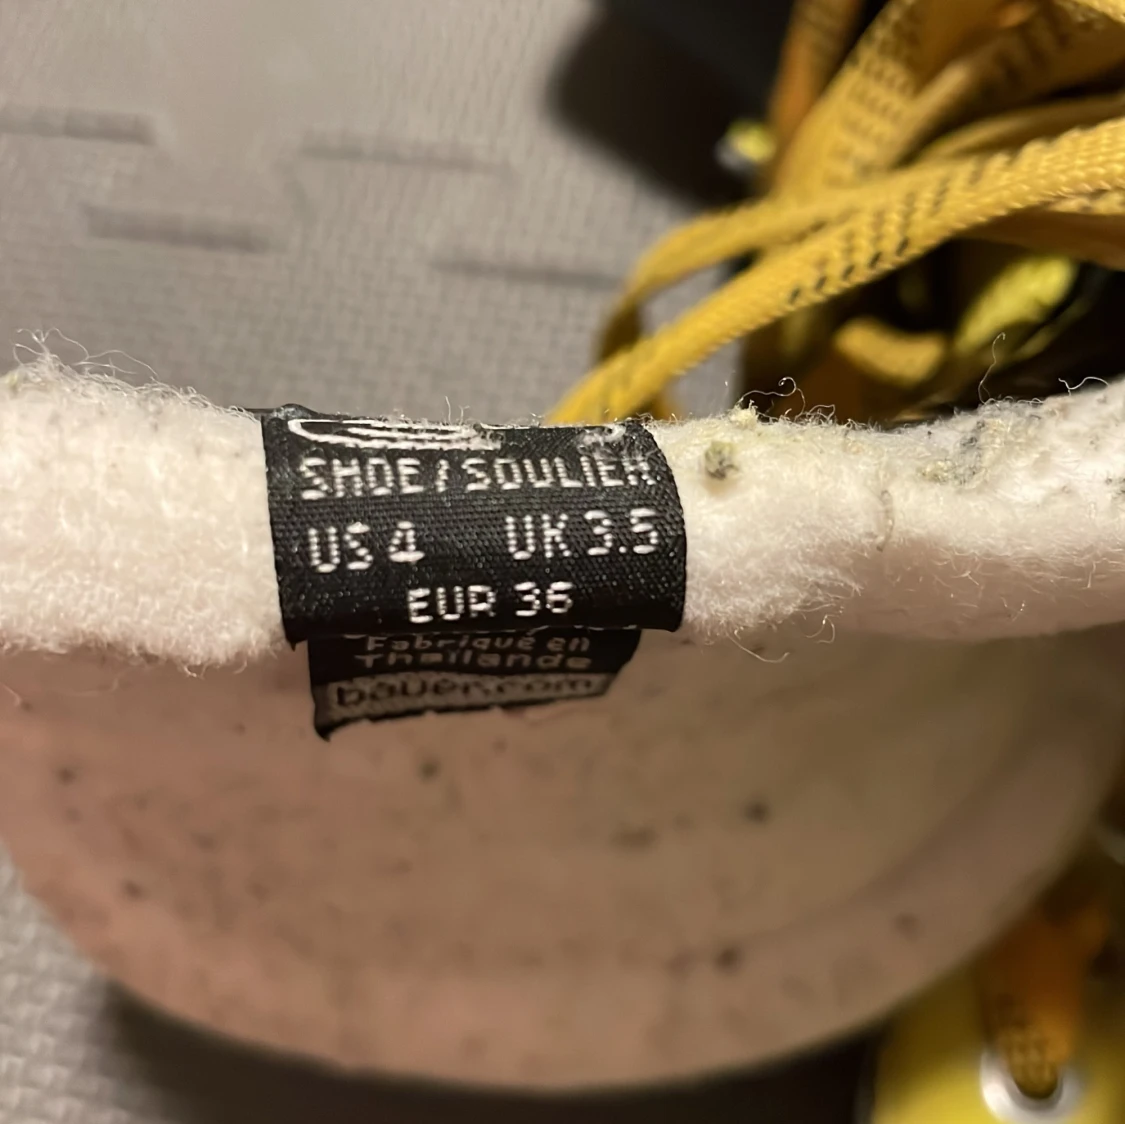 SHOE/SOULIER
US 4 UK 3.5
EUR 36
Fabriqué en
Thaïlande
bauer.com